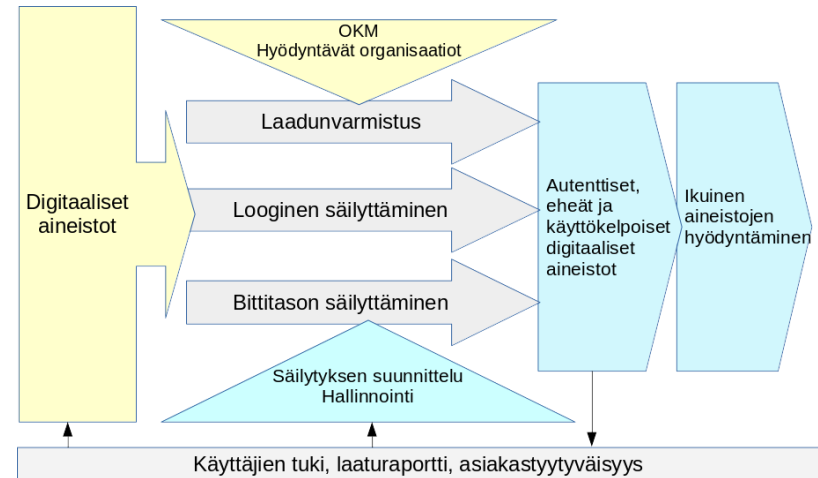 OKM
Hyödyntävät organisaatiot
Laadunvarmistus
Digitaaliset
aineistot
Looginen säilyttäminen
Bittitason säilyttäminen
Autenttiset,
eheät ja
käyttökelpoiset
digitaaliset
aineistot
Ikuinen
aineistojen
hyödyntäminen
Säilytyksen suunnittelu
Hallinnointi
Käyttäjien tuki, laaturaportti, asiakastyytyväisyys